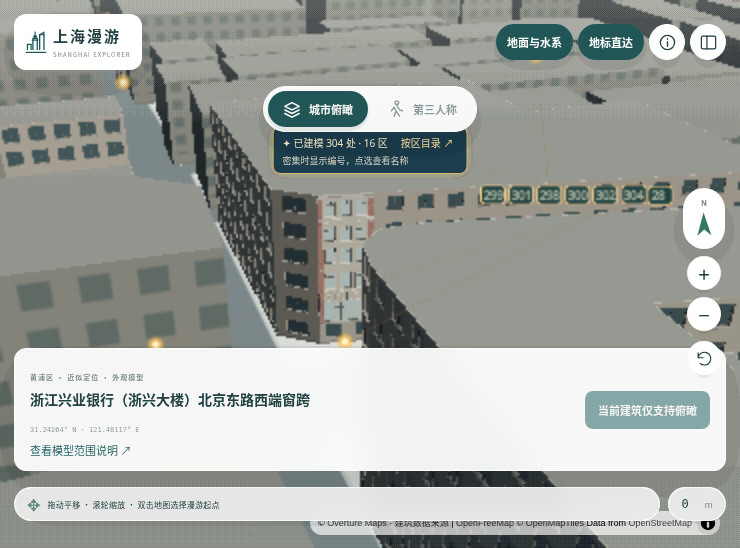 上海漫游
SHANGHAI EXPLORER
地面与水系
地标直达
城市俯瞰
第三人称
✦ 已建模 304 处 · 16 区 按区目录 ↗
密集时显示编号，点选查看名称
299 301 298 300 302 304 28
N
+
−
黄浦区 · 近似定位 · 外观模型
浙江兴业银行（浙兴大楼）北京东路西端窗跨
31.24264° N · 121.48117° E
查看模型范围说明 ↗
当前建筑仅支持俯瞰
拖动平移 · 滚轮缩放 · 双击地图选择漫游起点
0 m
© Overture Maps · 建筑数据来源 | OpenFreeMap © OpenMapTiles Data from OpenStreetMap